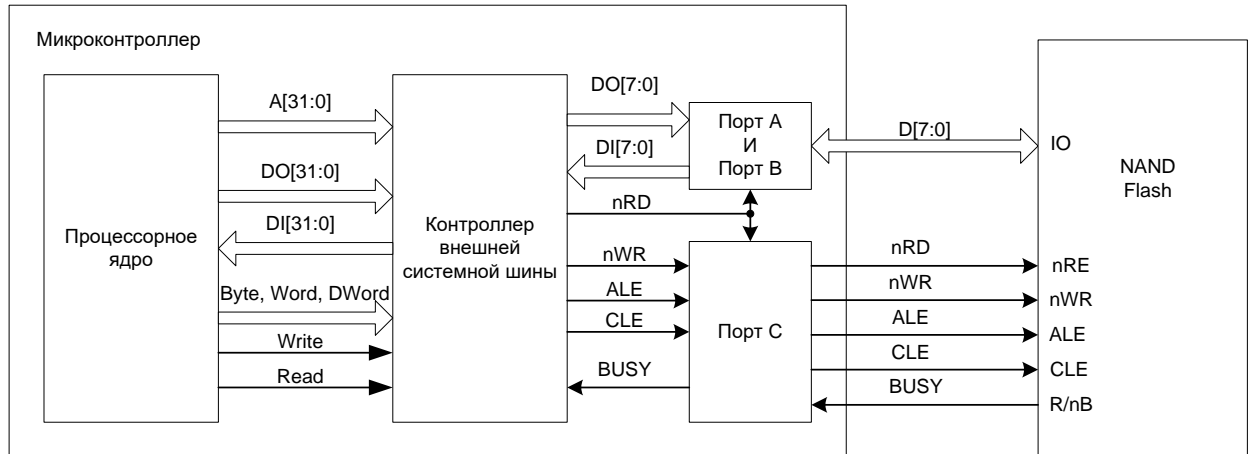 Микроконтроллер
Процессорное
ядро
A[31:0]
DO[31:0]
DI[31:0]
Byte, Word, DWord
Write
Read
Контроллер
внешней
системной шины
DO[7:0]
DI[7:0]
nRD
nWR
ALE
CLE
BUSY
Порт А
И
Порт В
Порт С
D[7:0]
nRD
nWR
ALE
CLE
BUSY
IO
NAND
Flash
nRE
nWR
ALE
CLE
R/nB